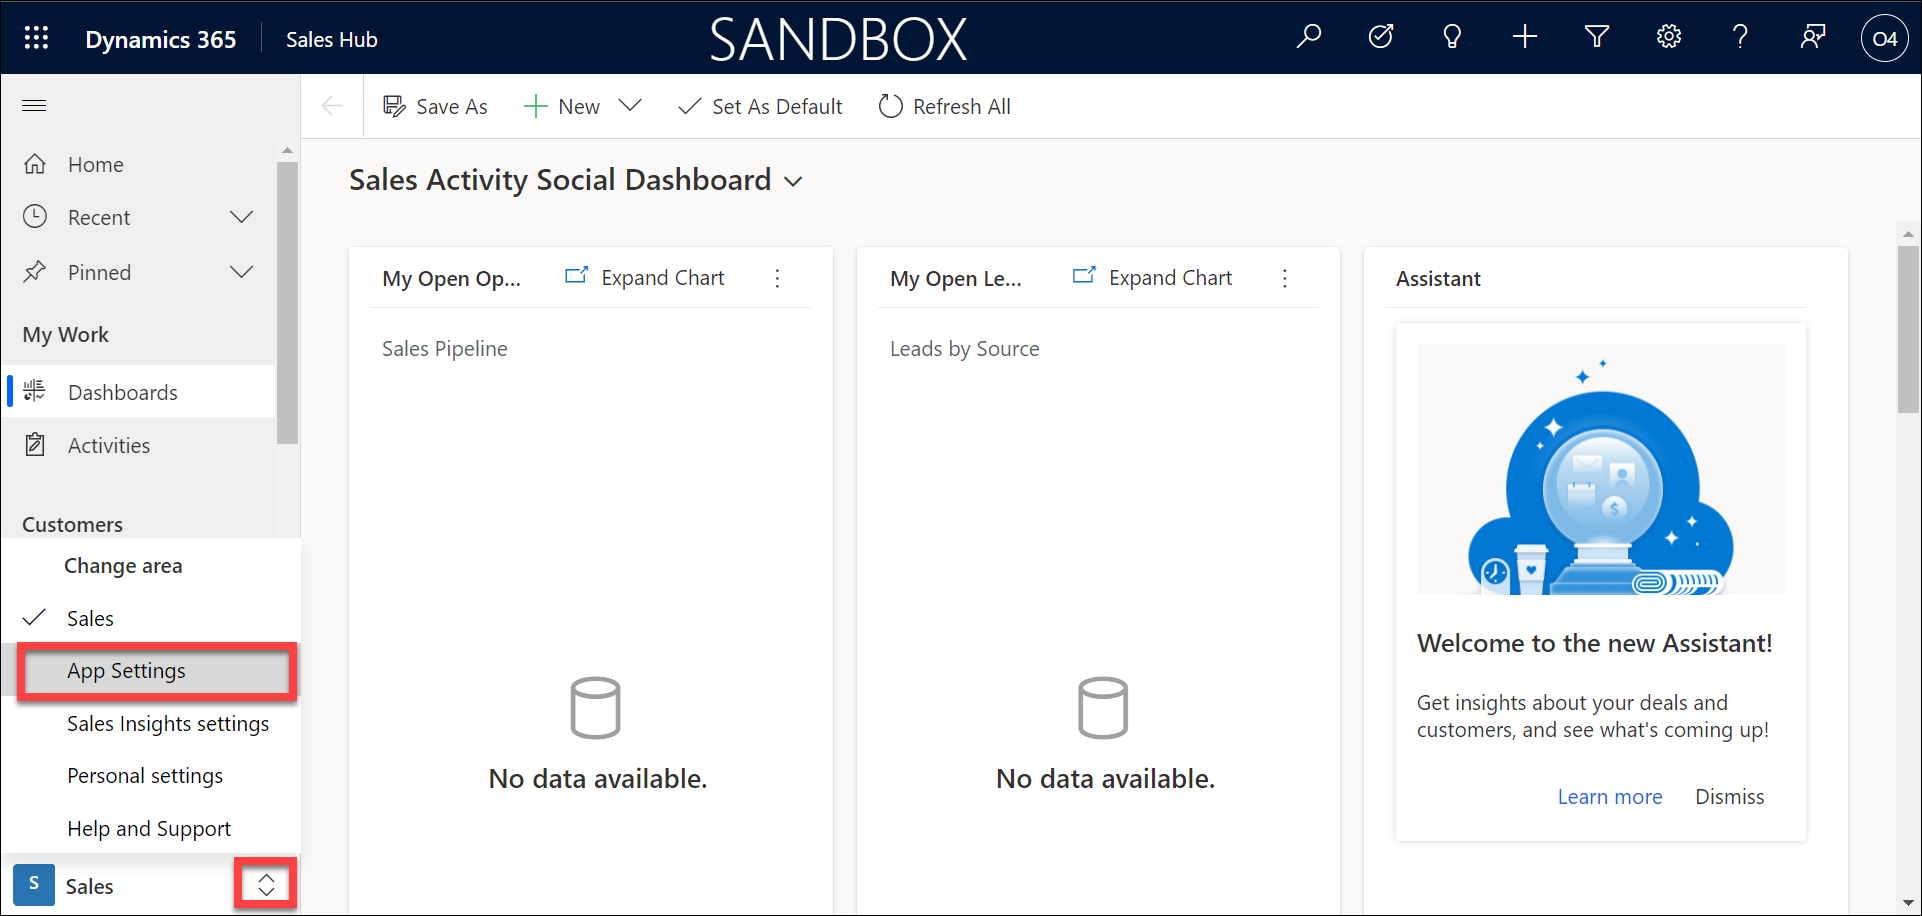 Dynamics 365
Sales Hub
SANDBOX
O4
Save As
New
Set As Default
Refresh All
Home
Recent
Pinned
My Work
Dashboards
Activities
Customers
Change area
Sales
App Settings
Sales Insights settings
Personal settings
Help and Support
S
Sales
Sales Activity Social Dashboard
My Open Op...
Expand Chart
Sales Pipeline
No data available.
My Open Le...
Expand Chart
Leads by Source
No data available.
Assistant
$
Welcome to the new Assistant!
Get insights about your deals and
customers, and see what's coming up!
Learn more
Dismiss